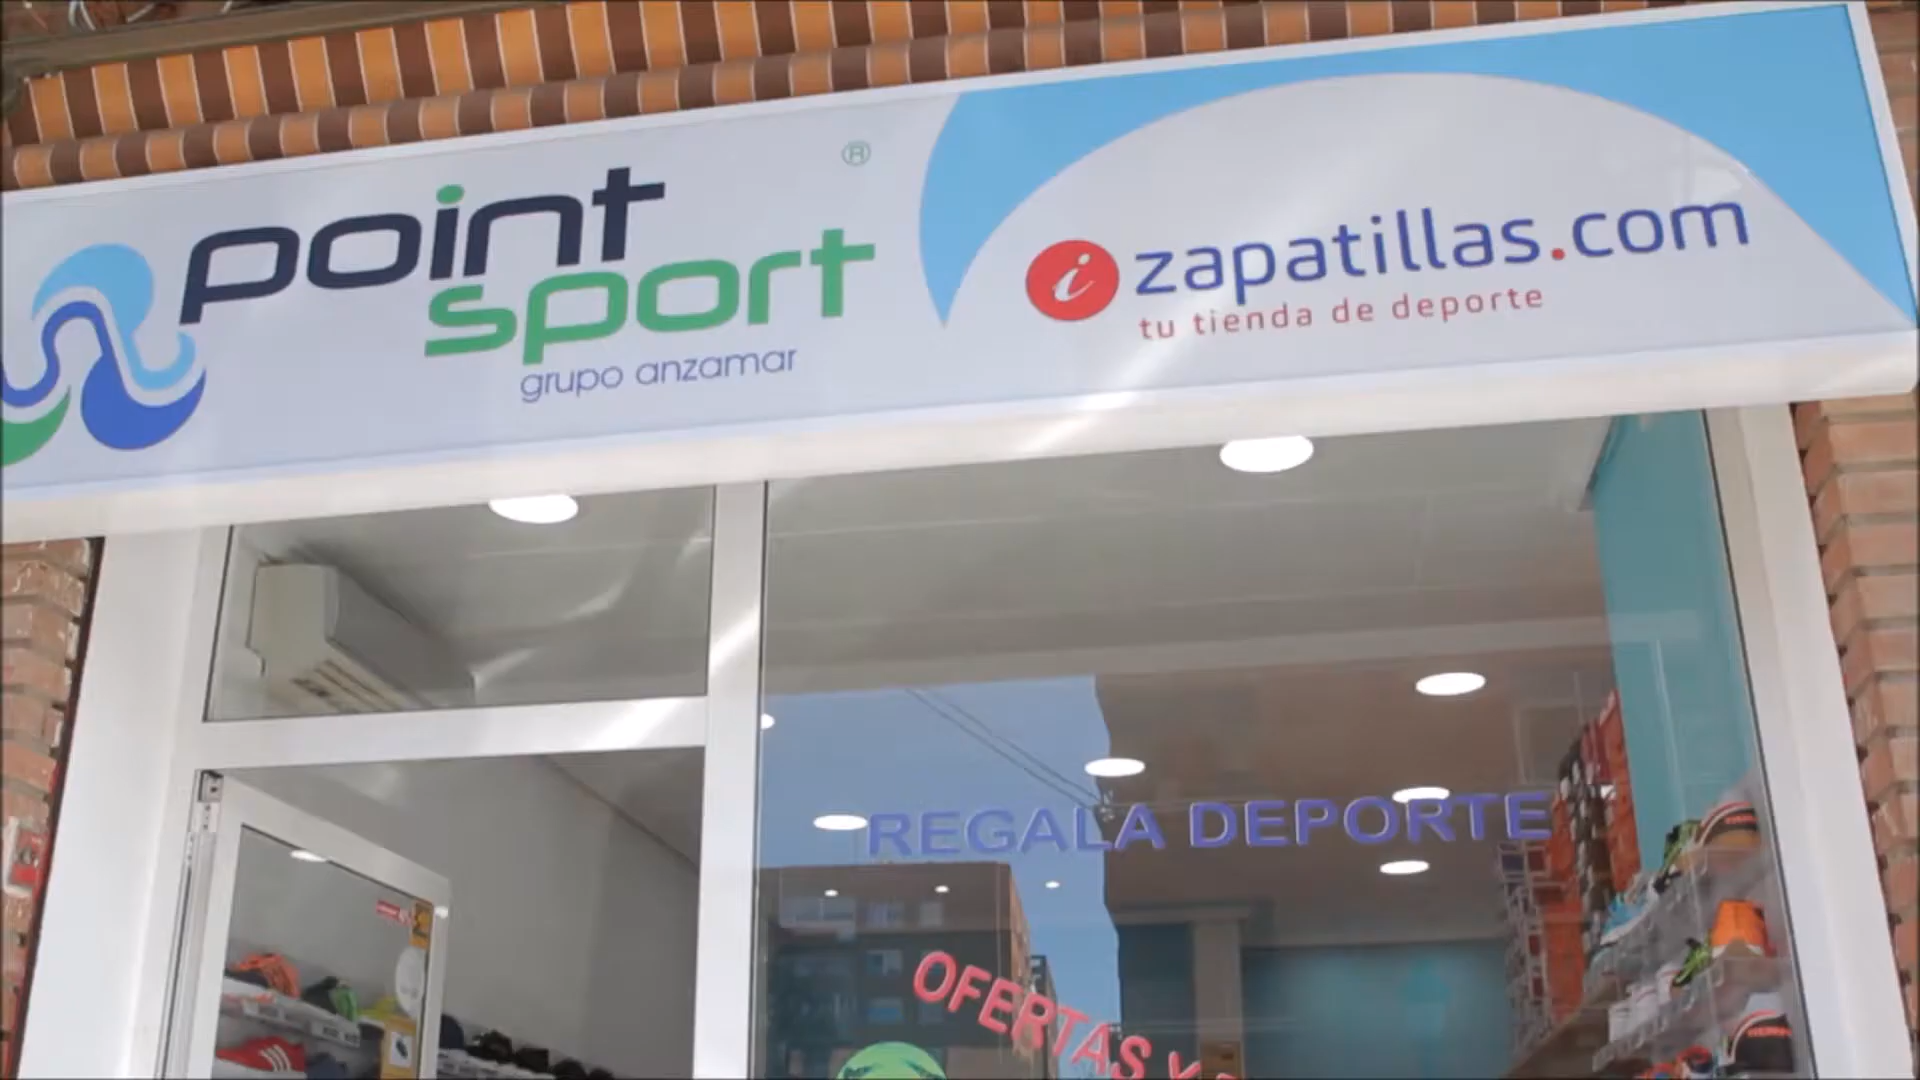 point
sport
®
grupo anzamar
i zapatillas.com
tu tienda de deporte
REGALA DEPORTE
OFERTAS Y